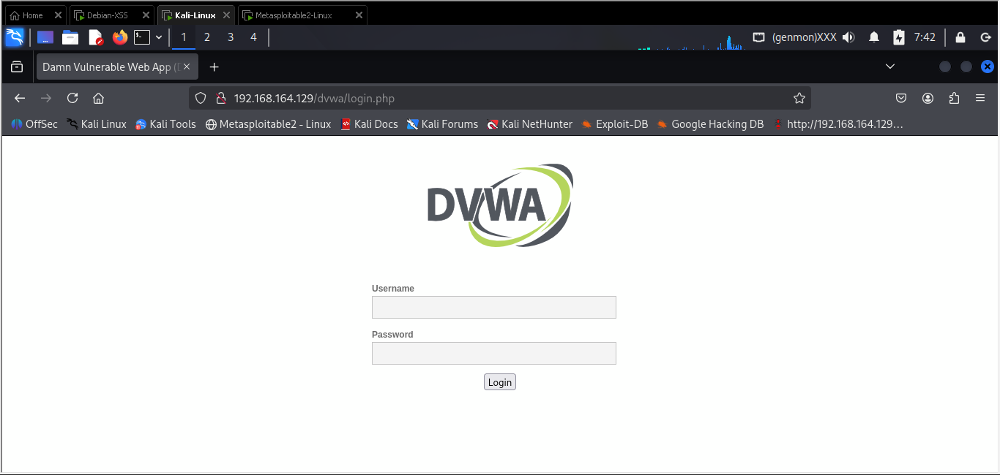 Home Debian-XSS Kali-Linux Metasploitable2-Linux
1 2 3 4 (genmon)XXX 7:42
Damn Vulnerable Web App (
192.168.164.129/dvwa/login.php
OffSec Kali Linux Kali Tools Metasploitable2 - Linux Kali Docs Kali Forums Kali NetHunter Exploit-DB Google Hacking DB http://192.168.164.129…
DVWA
Username
Password
Login